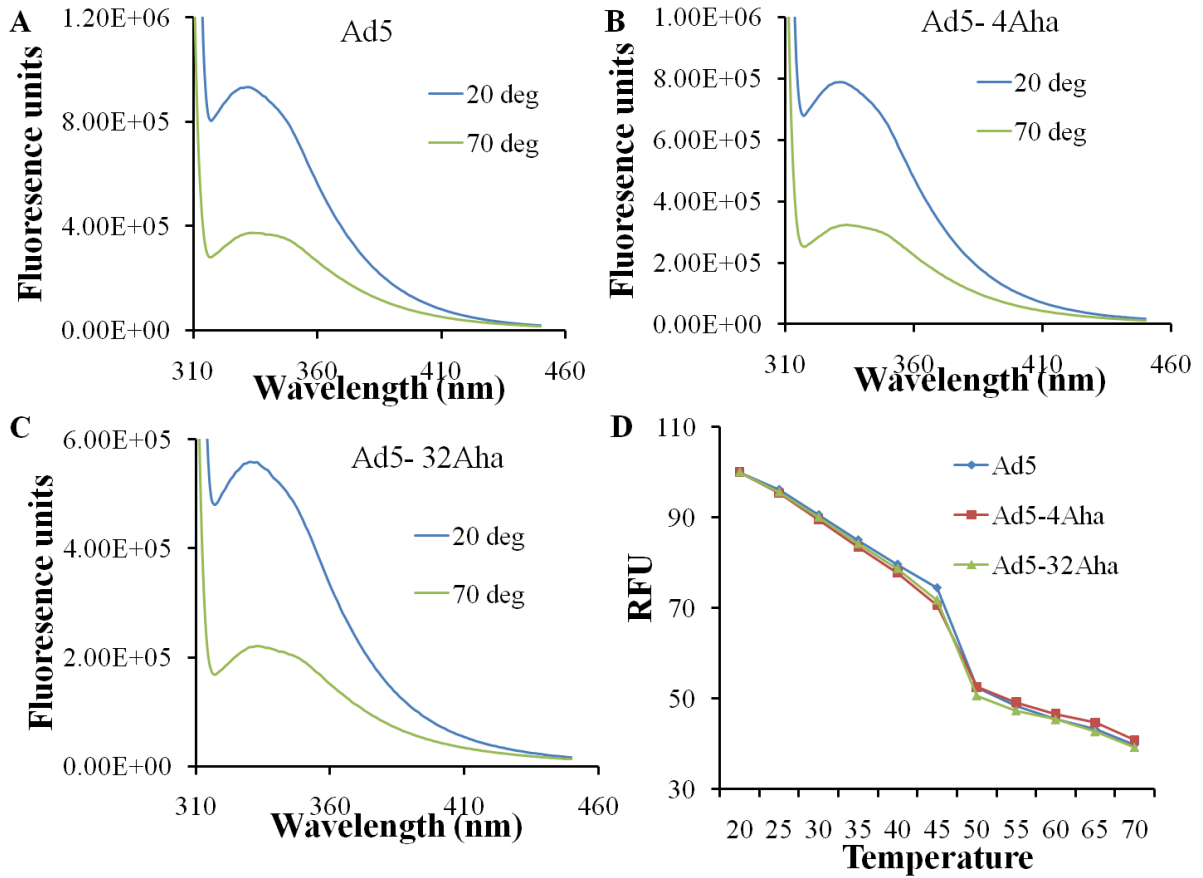 A
Ad5
Fluoresence units
1.20E+06
8.00E+05
4.00E+05
0.00E+00
20 deg
70 deg
310
360
410
460
Wavelength (nm)
B
Ad5- 4Aha
Fluoresence units
1.00E+06
8.00E+05
6.00E+05
4.00E+05
2.00E+05
0.00E+00
20 deg
70 deg
310
360
410
460
Wavelength (nm)
C
Ad5- 32Aha
Fluoresence units
6.00E+05
4.00E+05
2.00E+05
0.00E+00
20 deg
70 deg
310
360
410
460
Wavelength (nm)
D
RFU
110
90
70
50
30
Ad5
Ad5-4Aha
Ad5-32Aha
20 25 30 35 40 45 50 55 60 65 70
Temperature